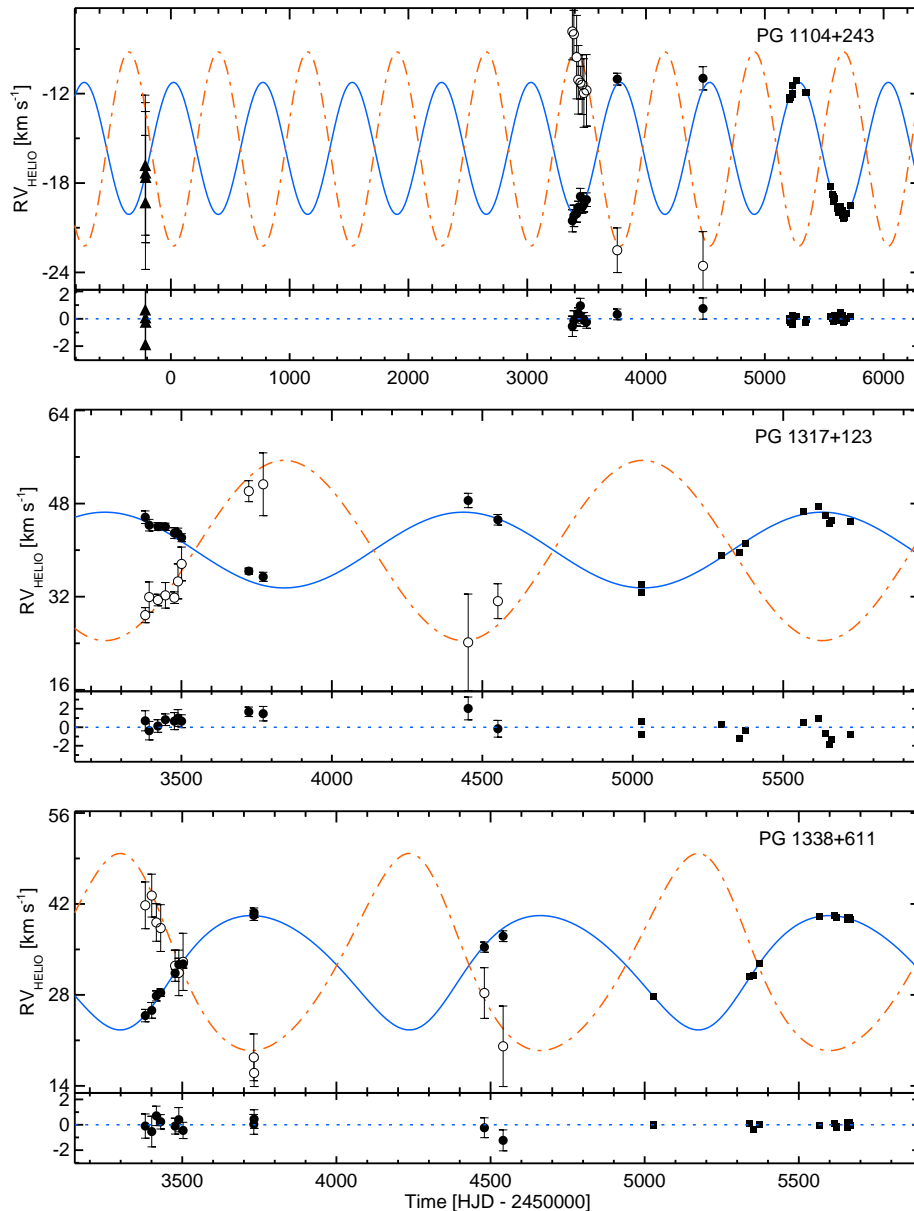 PG 1104+243
RV_HELIO [km s⁻¹]
-12
-18
-24
2
0
-2
0 1000 2000 3000 4000 5000 6000
PG 1317+123
RV_HELIO [km s⁻¹]
64
48
32
16
2
0
-2
3500 4000 4500 5000 5500
PG 1338+611
RV_HELIO [km s⁻¹]
56
42
28
14
2
0
-2
3500 4000 4500 5000 5500
Time [HJD - 2450000]